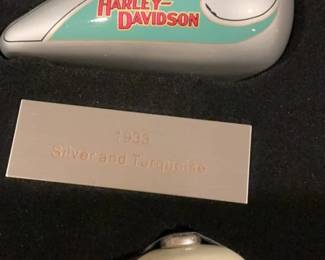 HARLEY-
DAVIDSON
1933
Silver and Turquoise